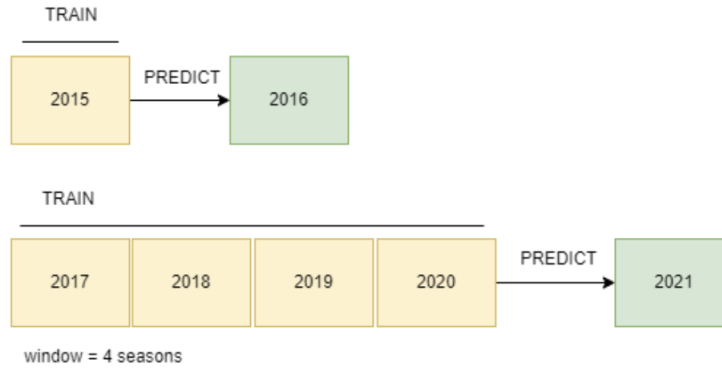 TRAIN
2015
PREDICT
2016
TRAIN
2017
2018
2019
2020
PREDICT
2021
window = 4 seasons